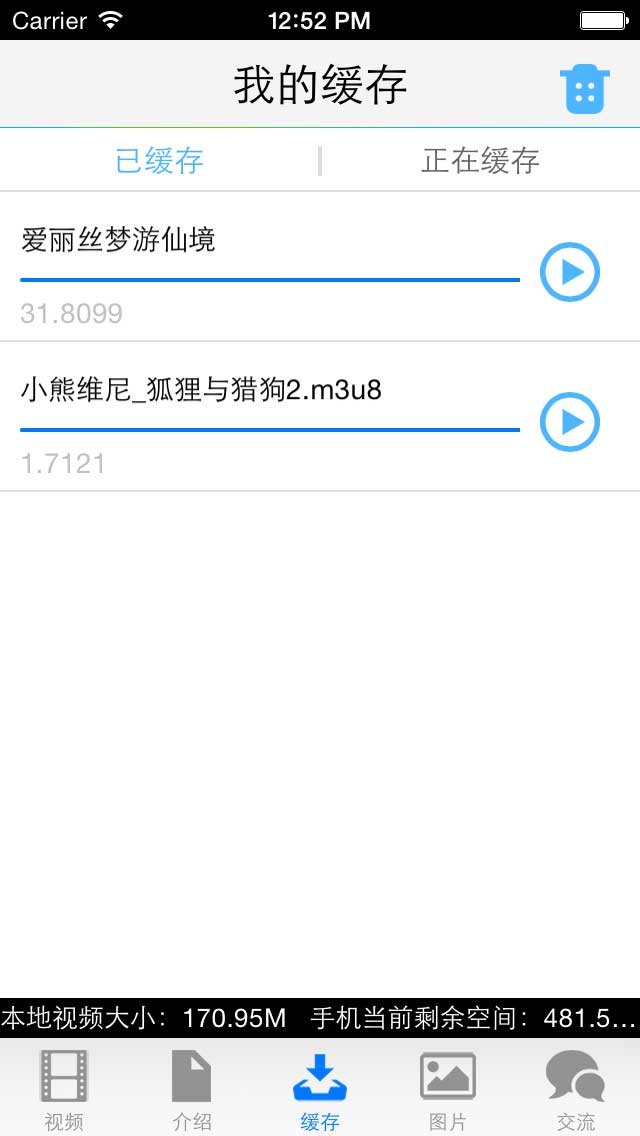 Carrier 12:52 PM
我的缓存
已缓存 正在缓存
爱丽丝梦游仙境
31.8099
小熊维尼_狐狸与猎狗2.m3u8
1.7121
本地视频大小：170.95M 手机当前剩余空间：481.5...
视频 介绍 缓存 图片 交流